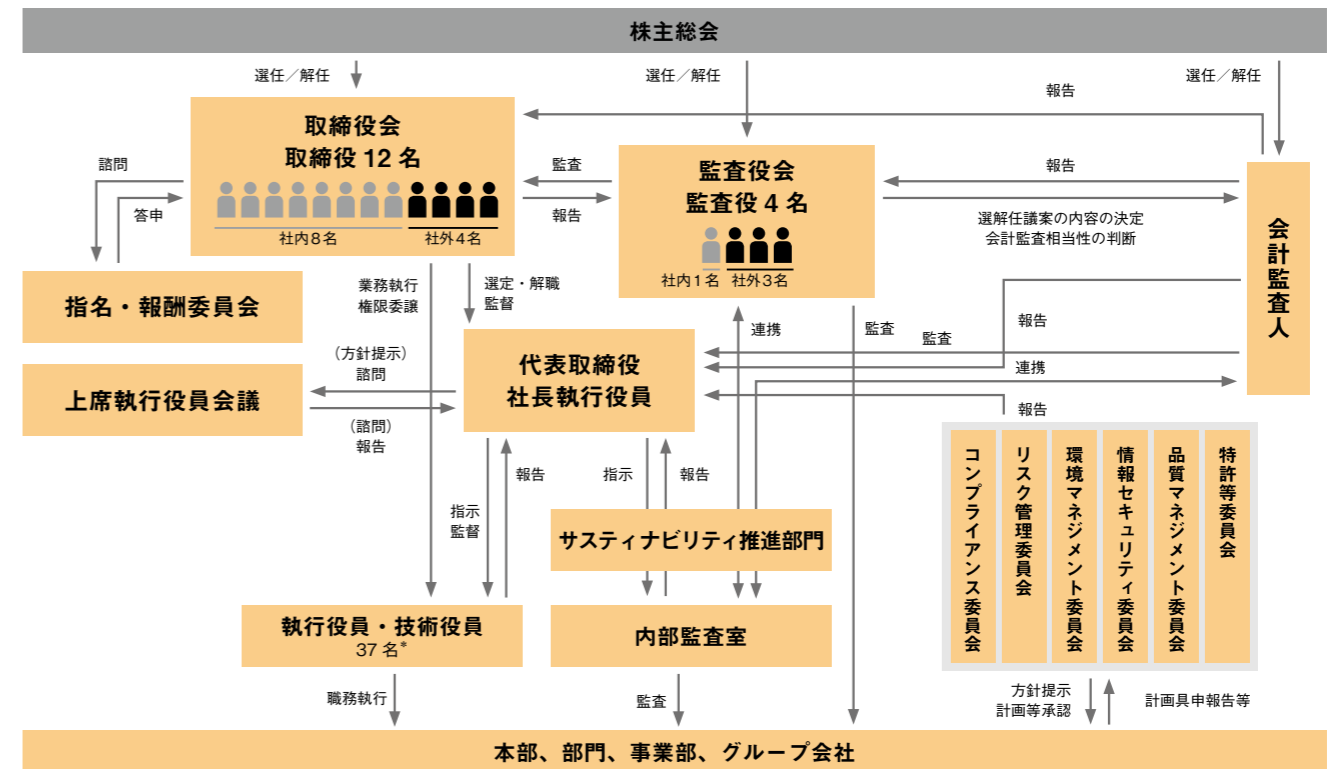 株主総会
選任／解任
選任／解任
選任／解任
報告
取締役会
取締役 12 名
社内8名
社外4名
諮問
答申
監査
報告
監査役会
監査役 4 名
社内1名
社外3名
報告
選解任議案の内容の決定
会計監査相当性の判断
会計監査人
指名・報酬委員会
業務執行
権限委譲
選定・解職
監督
連携
監査
報告
監査
連携
報告
代表取締役
社長執行役員
（方針提示）
諮問
上席執行役員会議
（諮問）
報告
指示
監督
報告
指示
報告
サスティナビリティ推進部門
コンプライアンス委員会
リスク管理委員会
環境マネジメント委員会
情報セキュリティ委員会
品質マネジメント委員会
特許等委員会
執行役員・技術役員
37 名*
内部監査室
職務執行
監査
方針提示
計画等承認
計画具申報告等
本部、部門、事業部、グループ会社